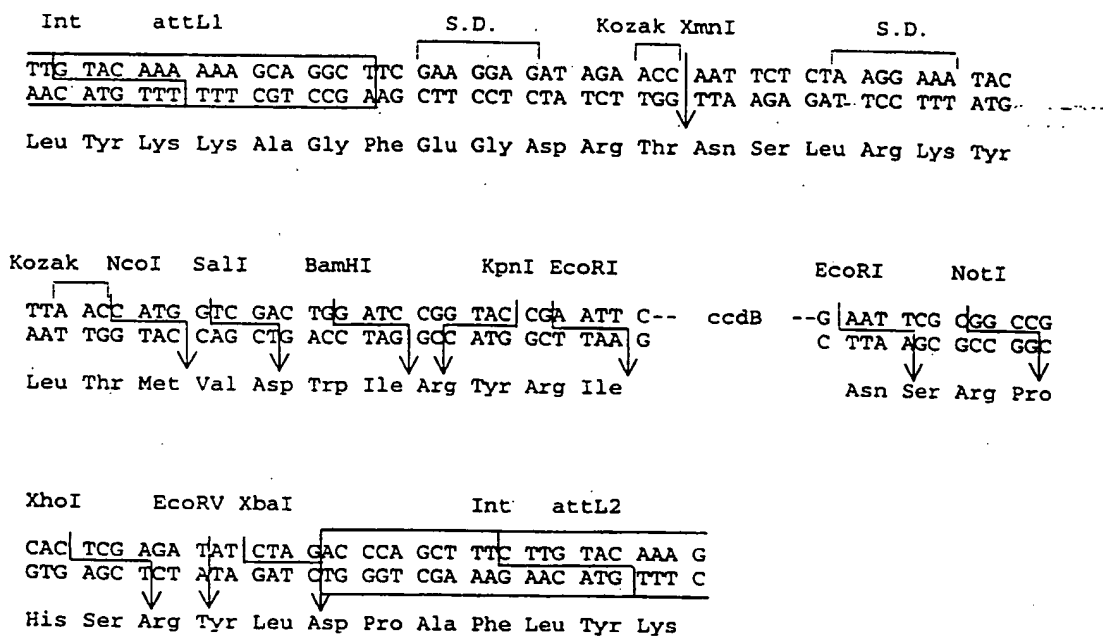 Int attL1 S.D. Kozak XmnI S.D.
TTG TAC AAA AAA GCA GGC TTC GAA GGA GAT AGA ACC AAT TCT CTA AGG AAA TAC
AAC ATG TTT TTT CGT CCG AAG CTT CCT CTA TCT TGG TTA AGA GAT TCC TTT ATG
Leu Tyr Lys Lys Ala Gly Phe Glu Gly Asp Arg Thr Asn Ser Leu Arg Lys Tyr
Kozak NcoI SalI BamHI KpnI EcoRI EcoRI NotI
TTA ACC ATG GTC GAC TGG ATC CGG TAC CGA ATT C-- ccdB --G AAT TCG CGG CCG
AAT TGG TAC CAG CTG ACC TAG GCC ATG GCT TAA G C TTA AGC GCC GGC
Leu Thr Met Val Asp Trp Ile Arg Tyr Arg Ile Asn Ser Arg Pro
XhoI EcoRV XbaI Int attL2
CAC TCG AGA TAT CTA GAC CCA GCT TTC TTG TAC AAA G
GTG AGC TCT ATA GAT CTG GGT CGA AAG AAC ATG TTT C
His Ser Arg Tyr Leu Asp Pro Ala Phe Leu Tyr Lys